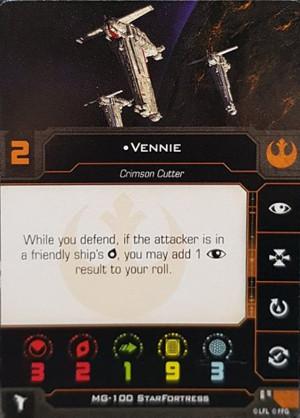 2
•VENNIE
Crimson Cutter
While you defend, if the attacker is in
a friendly ship's , you may add 1
result to your roll.
3 2 1 9 3
MG-100 STARFORTRESS
©LFL ©FFG